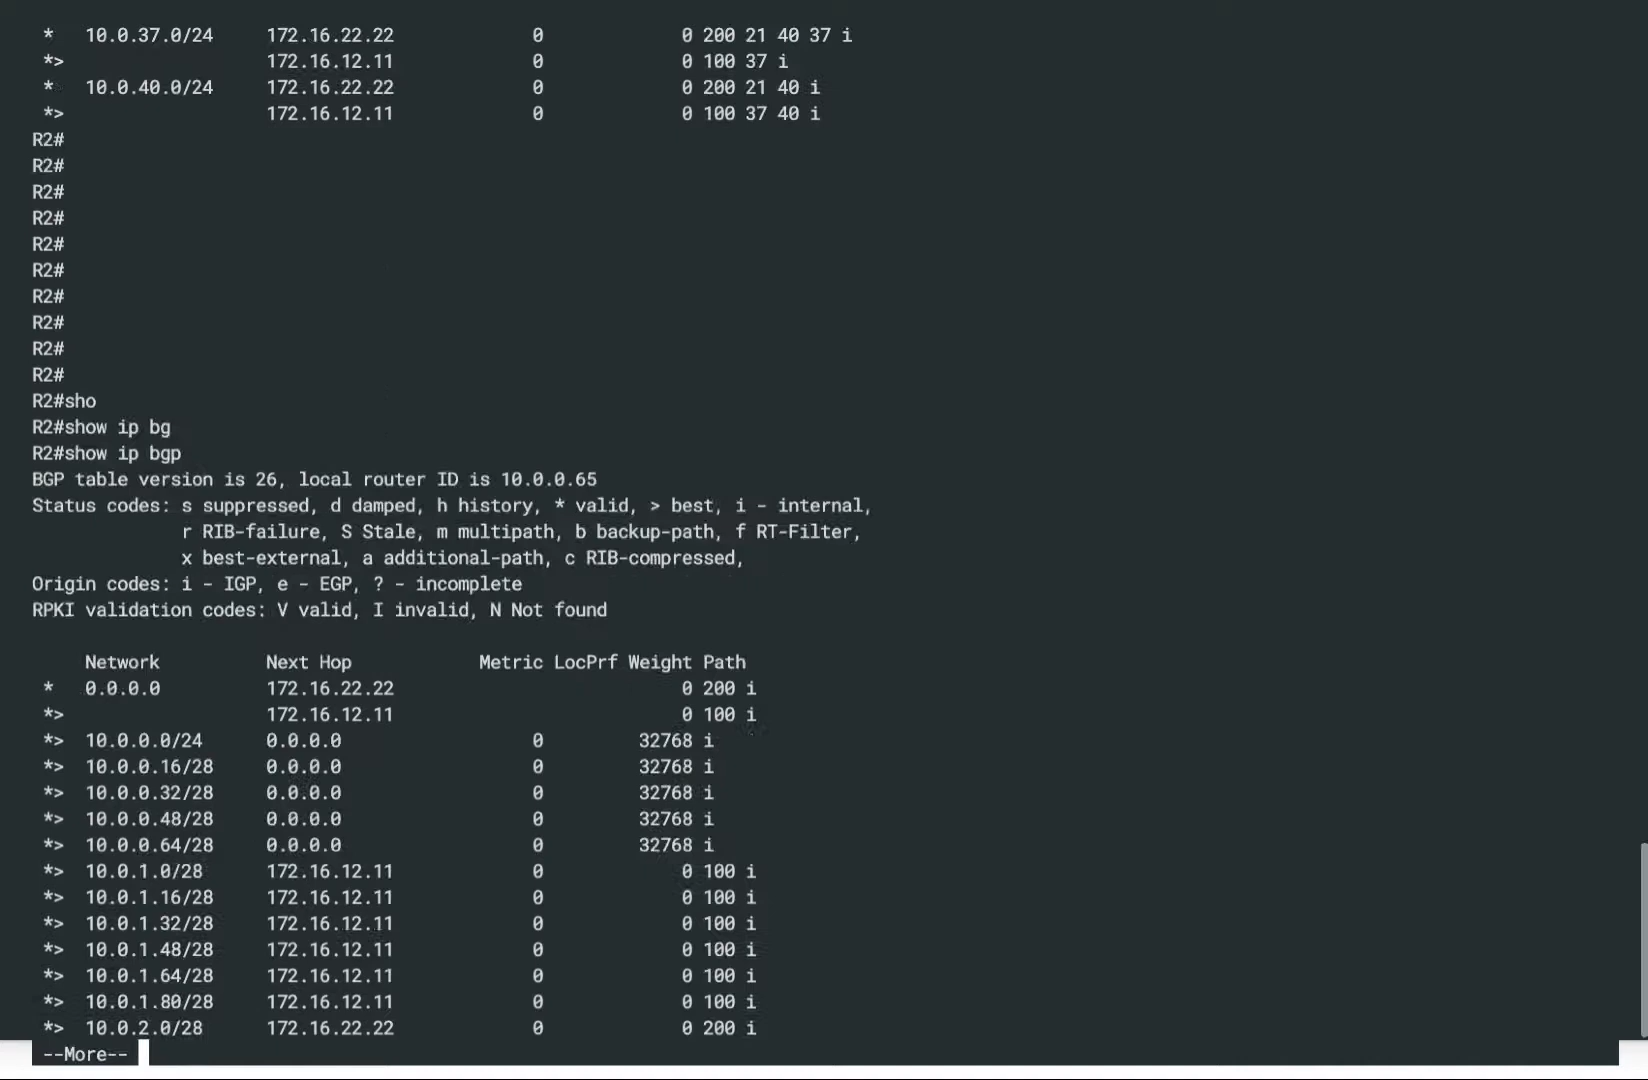 * 10.0.37.0/24 172.16.22.22 0 0 200 21 40 37 i
*> 172.16.12.11 0 0 100 37 i
* 10.0.40.0/24 172.16.22.22 0 0 200 21 40 i
*> 172.16.12.11 0 0 100 37 40 i
R2#
R2#
R2#
R2#
R2#
R2#
R2#
R2#
R2#
R2#
R2#sho
R2#show ip bg
R2#show ip bgp
BGP table version is 26, local router ID is 10.0.0.65
Status codes: s suppressed, d damped, h history, * valid, > best, i - internal,
r RIB-failure, S Stale, m multipath, b backup-path, f RT-Filter,
x best-external, a additional-path, c RIB-compressed,
Origin codes: i - IGP, e - EGP, ? - incomplete
RPKI validation codes: V valid, I invalid, N Not found
Network Next Hop Metric LocPrf Weight Path
* 0.0.0.0 172.16.22.22 0 200 i
*> 172.16.12.11 0 100 i
*> 10.0.0.0/24 0.0.0.0 0 32768 i
*> 10.0.0.16/28 0.0.0.0 0 32768 i
*> 10.0.0.32/28 0.0.0.0 0 32768 i
*> 10.0.0.48/28 0.0.0.0 0 32768 i
*> 10.0.0.64/28 0.0.0.0 0 32768 i
*> 10.0.1.0/28 172.16.12.11 0 0 100 i
*> 10.0.1.16/28 172.16.12.11 0 0 100 i
*> 10.0.1.32/28 172.16.12.11 0 0 100 i
*> 10.0.1.48/28 172.16.12.11 0 0 100 i
*> 10.0.1.64/28 172.16.12.11 0 0 100 i
*> 10.0.1.80/28 172.16.12.11 0 0 100 i
*> 10.0.2.0/28 172.16.22.22 0 0 200 i
--More--